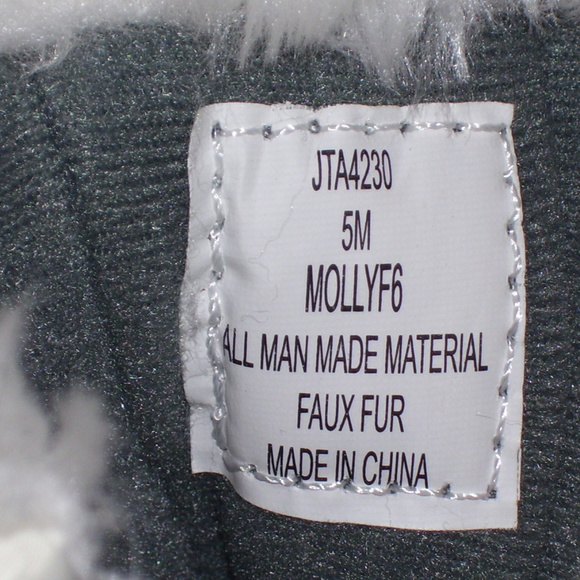 JTA4230
5M
MOLLYF6
ALL MAN MADE MATERIAL
FAUX FUR
MADE IN CHINA